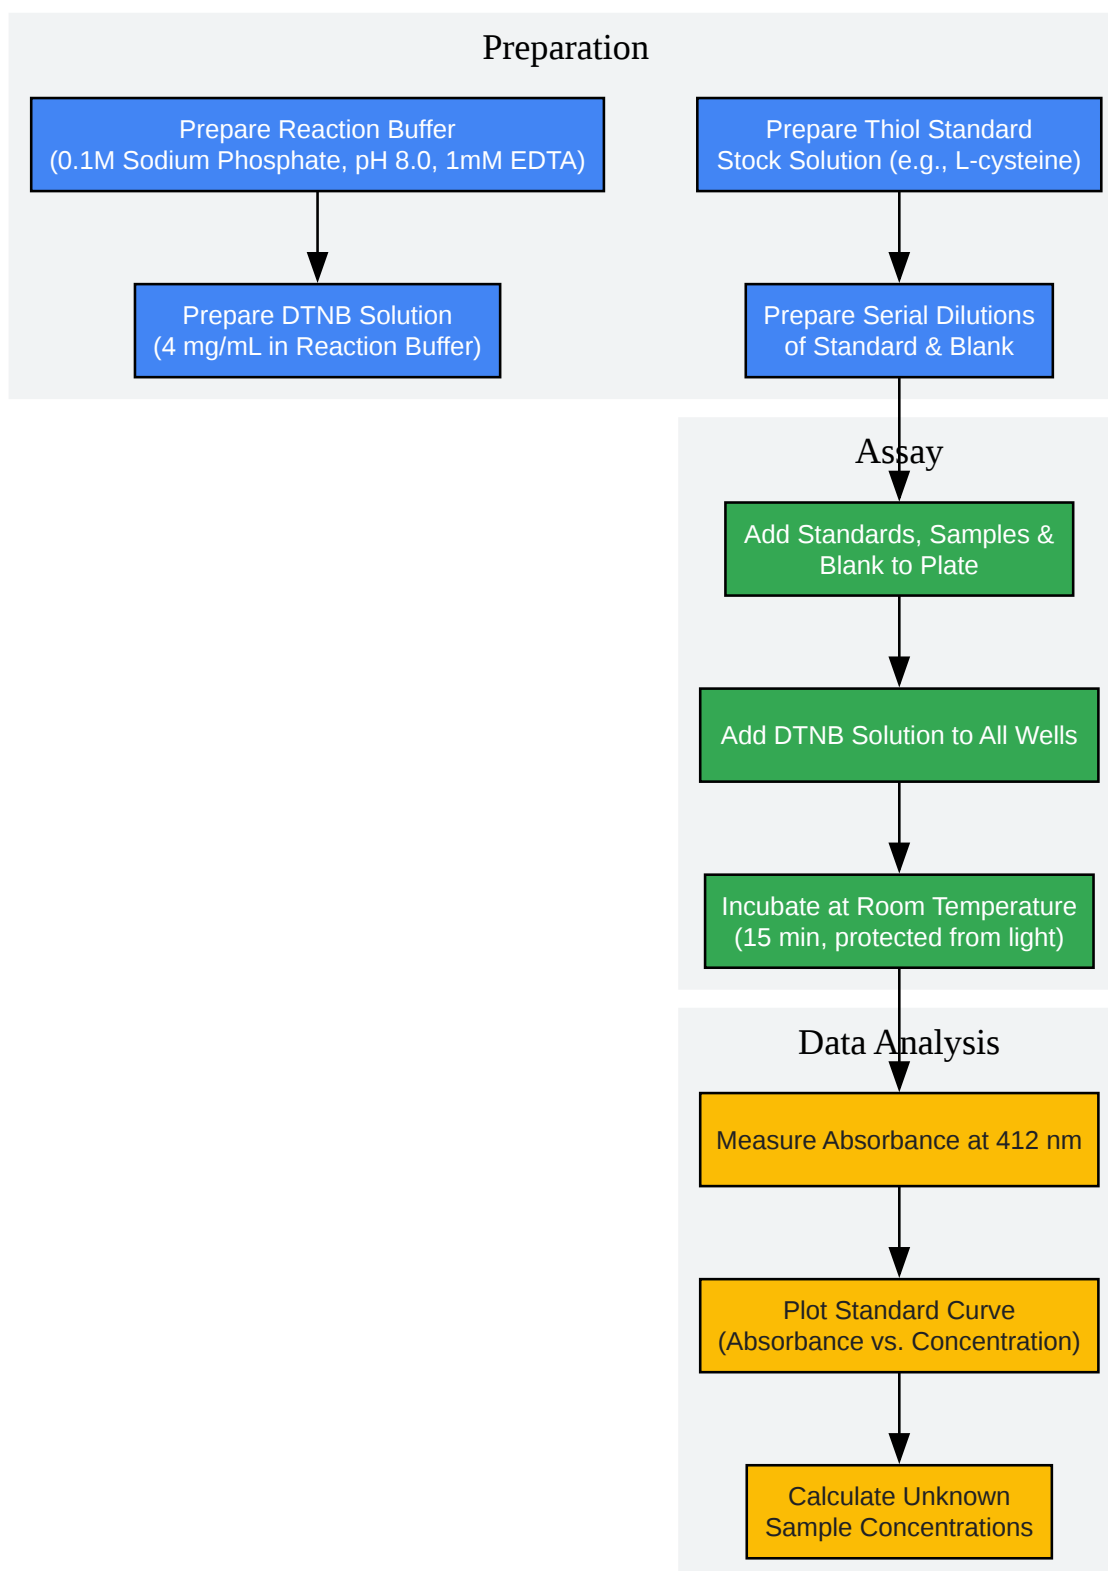 Preparation
Prepare Reaction Buffer
(0.1M Sodium Phosphate, pH 8.0, 1mM EDTA)
Prepare Thiol Standard
Stock Solution (e.g., L-cysteine)
Prepare DTNB Solution
(4 mg/mL in Reaction Buffer)
Prepare Serial Dilutions
of Standard & Blank
Assay
Add Standards, Samples &
Blank to Plate
Add DTNB Solution to All Wells
Incubate at Room Temperature
(15 min, protected from light)
Data Analysis
Measure Absorbance at 412 nm
Plot Standard Curve
(Absorbance vs. Concentration)
Calculate Unknown
Sample Concentrations